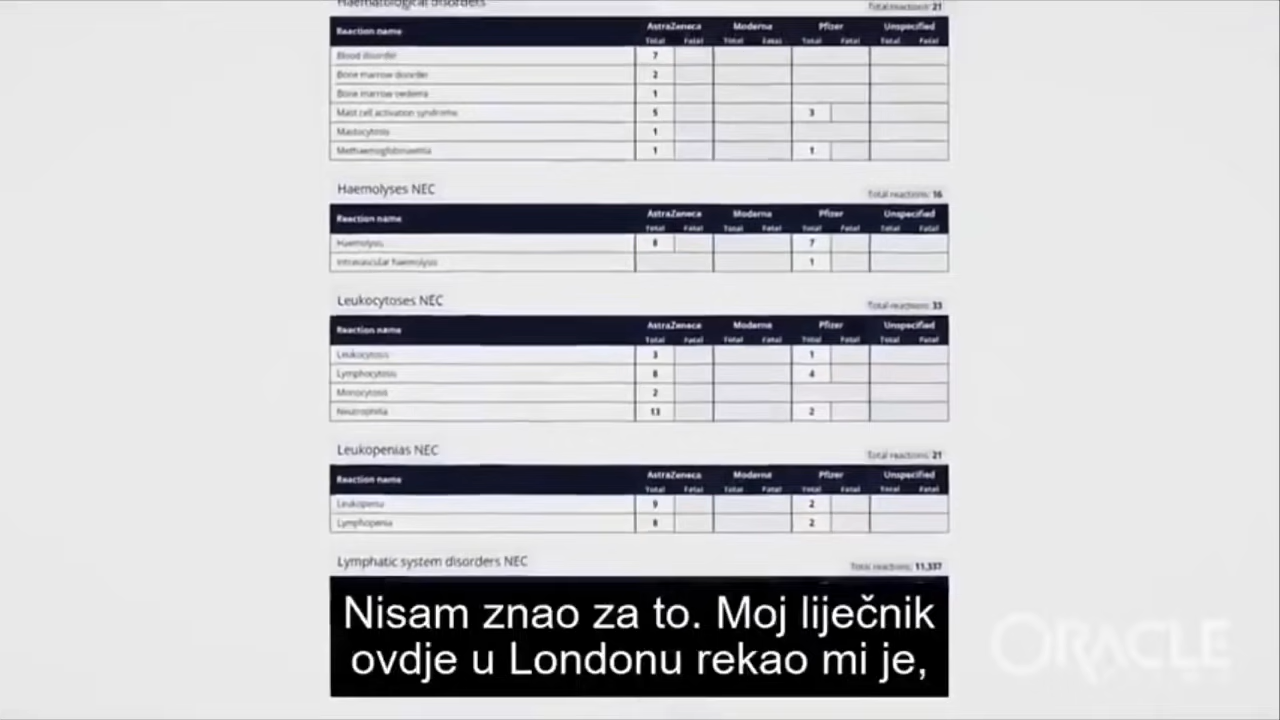 Haematological disorders Total reactions: 21
Reaction name AstraZeneca Moderna Pfizer Unspecified
Total Fatal Total Fatal Total Fatal Total Fatal
Blood disorder 7
Bone marrow disorder 2
Bone marrow oedema 1
Mast cell activation syndrome 5 3
Mastocytosis 1
Methaemoglobinaemia 1 1
Haemolyses NEC Total reactions: 16
Reaction name AstraZeneca Moderna Pfizer Unspecified
Total Fatal Total Fatal Total Fatal Total Fatal
Haemolysis 8 7
Intravascular haemolysis 1
Leukocytoses NEC Total reactions: 33
Reaction name AstraZeneca Moderna Pfizer Unspecified
Total Fatal Total Fatal Total Fatal Total Fatal
Leukocytosis 3 1
Lymphocytosis 8 4
Monocytosis 2
Neutrophilia 13 2
Leukopenias NEC Total reactions: 21
Reaction name AstraZeneca Moderna Pfizer Unspecified
Total Fatal Total Fatal Total Fatal Total Fatal
Leukopenia 9 2
Lymphopenia 8 2
Lymphatic system disorders NEC Total reactions: 11,337
Nisam znao za to. Moj liječnik
ovdje u Londonu rekao mi je,
ORACLE